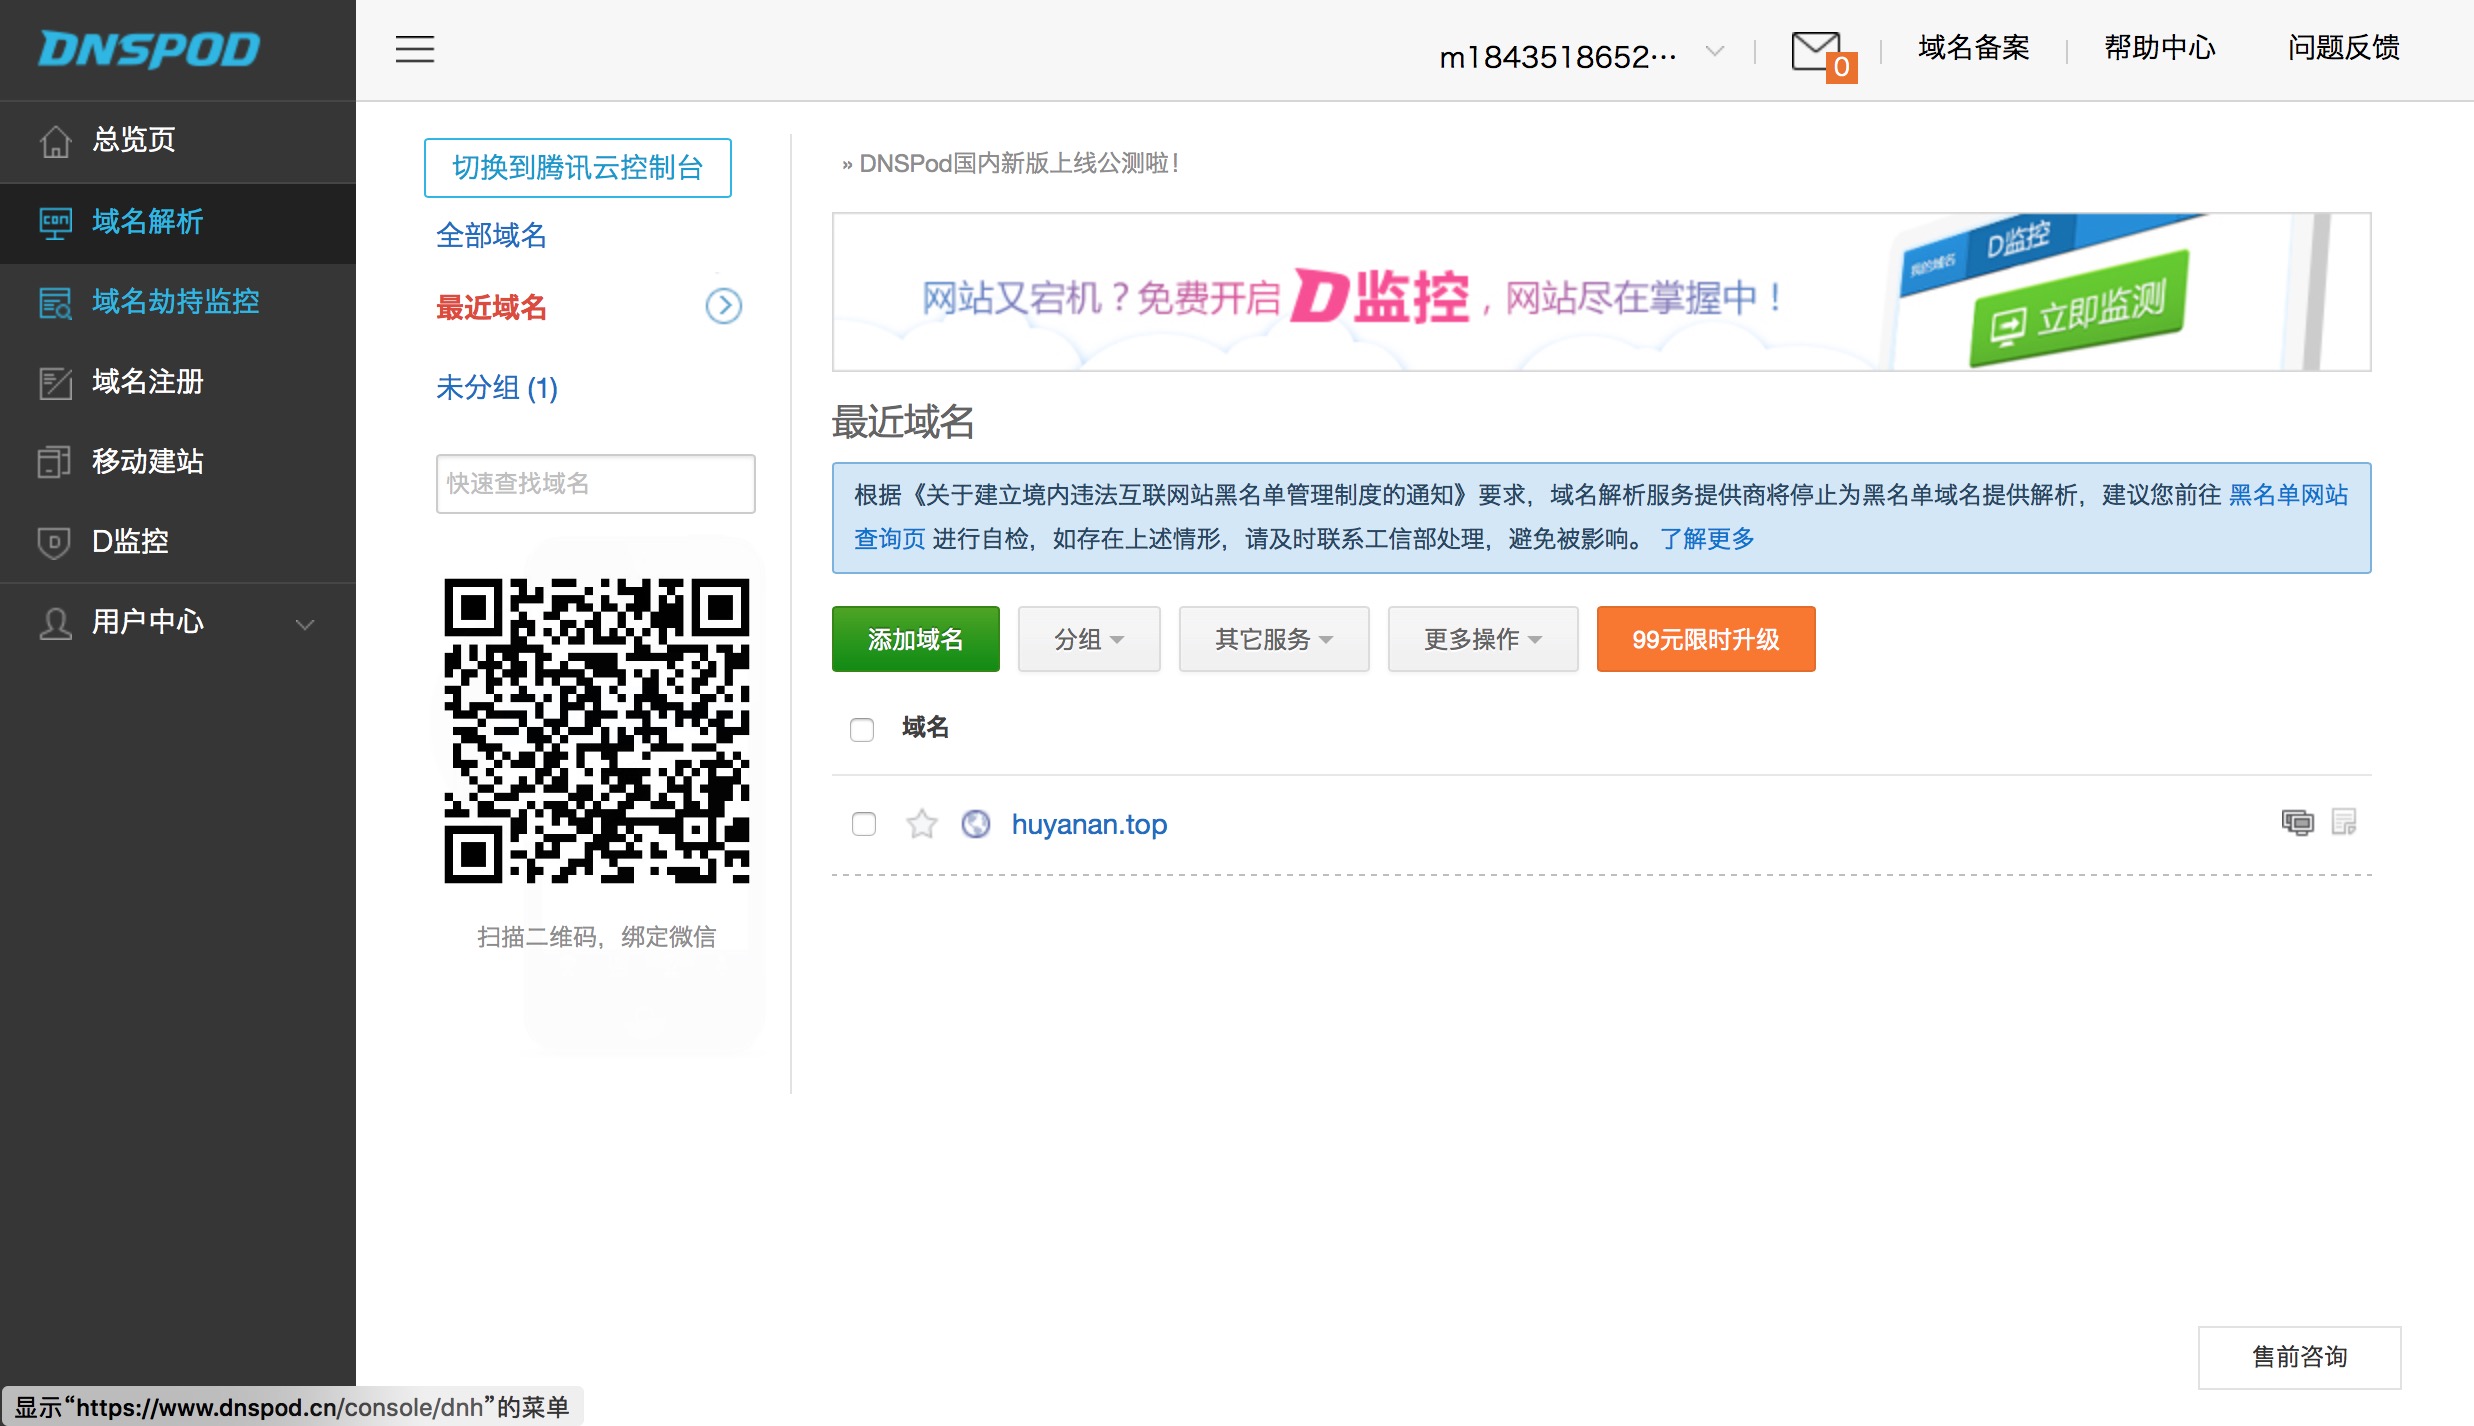 DNSPOD
总览页
域名解析
域名劫持监控
域名注册
移动建站
D监控
用户中心
m1843518652···
0
域名备案
帮助中心
问题反馈
切换到腾讯云控制台
全部域名
最近域名
未分组 (1)
快速查找域名
扫描二维码，绑定微信
» DNSPod国内新版上线公测啦！
网站又宕机？免费开启D监控，网站尽在掌握中！
我的域名
D监控
立即监测
最近域名
根据《关于建立境内违法互联网站黑名单管理制度的通知》要求，域名解析服务提供商将停止为黑名单域名提供解析，建议您前往 黑名单网站
查询页 进行自检，如存在上述情形，请及时联系工信部处理，避免被影响。 了解更多
添加域名
分组
其它服务
更多操作
99元限时升级
域名
huyanan.top
售前咨询
显示“https://www.dnspod.cn/console/dnh”的菜单